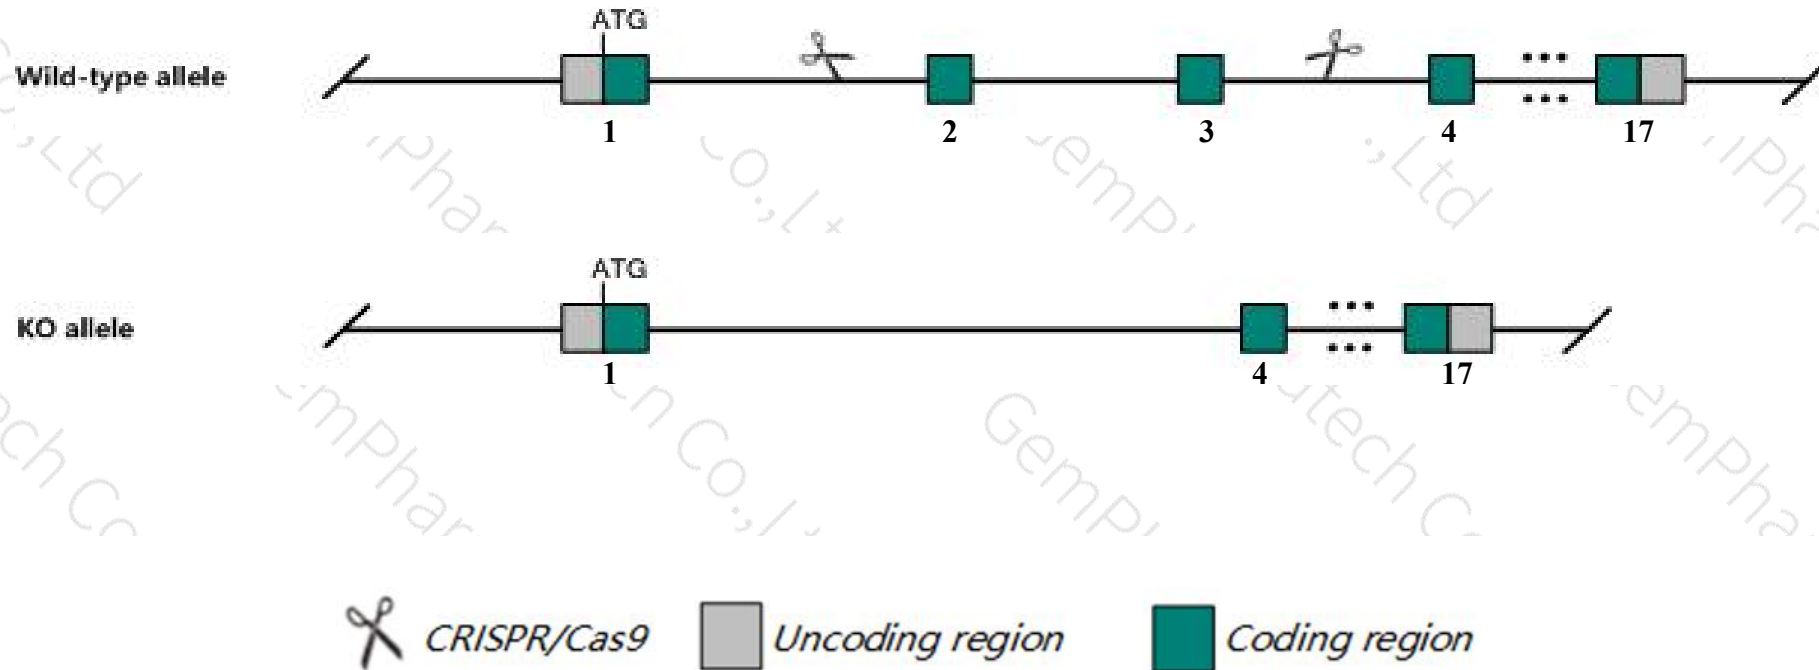 ATG
Wild-type allele
1 2 3 4 17
ATG
KO allele
1 4 17
CRISPR/Cas9 Uncoding region Coding region